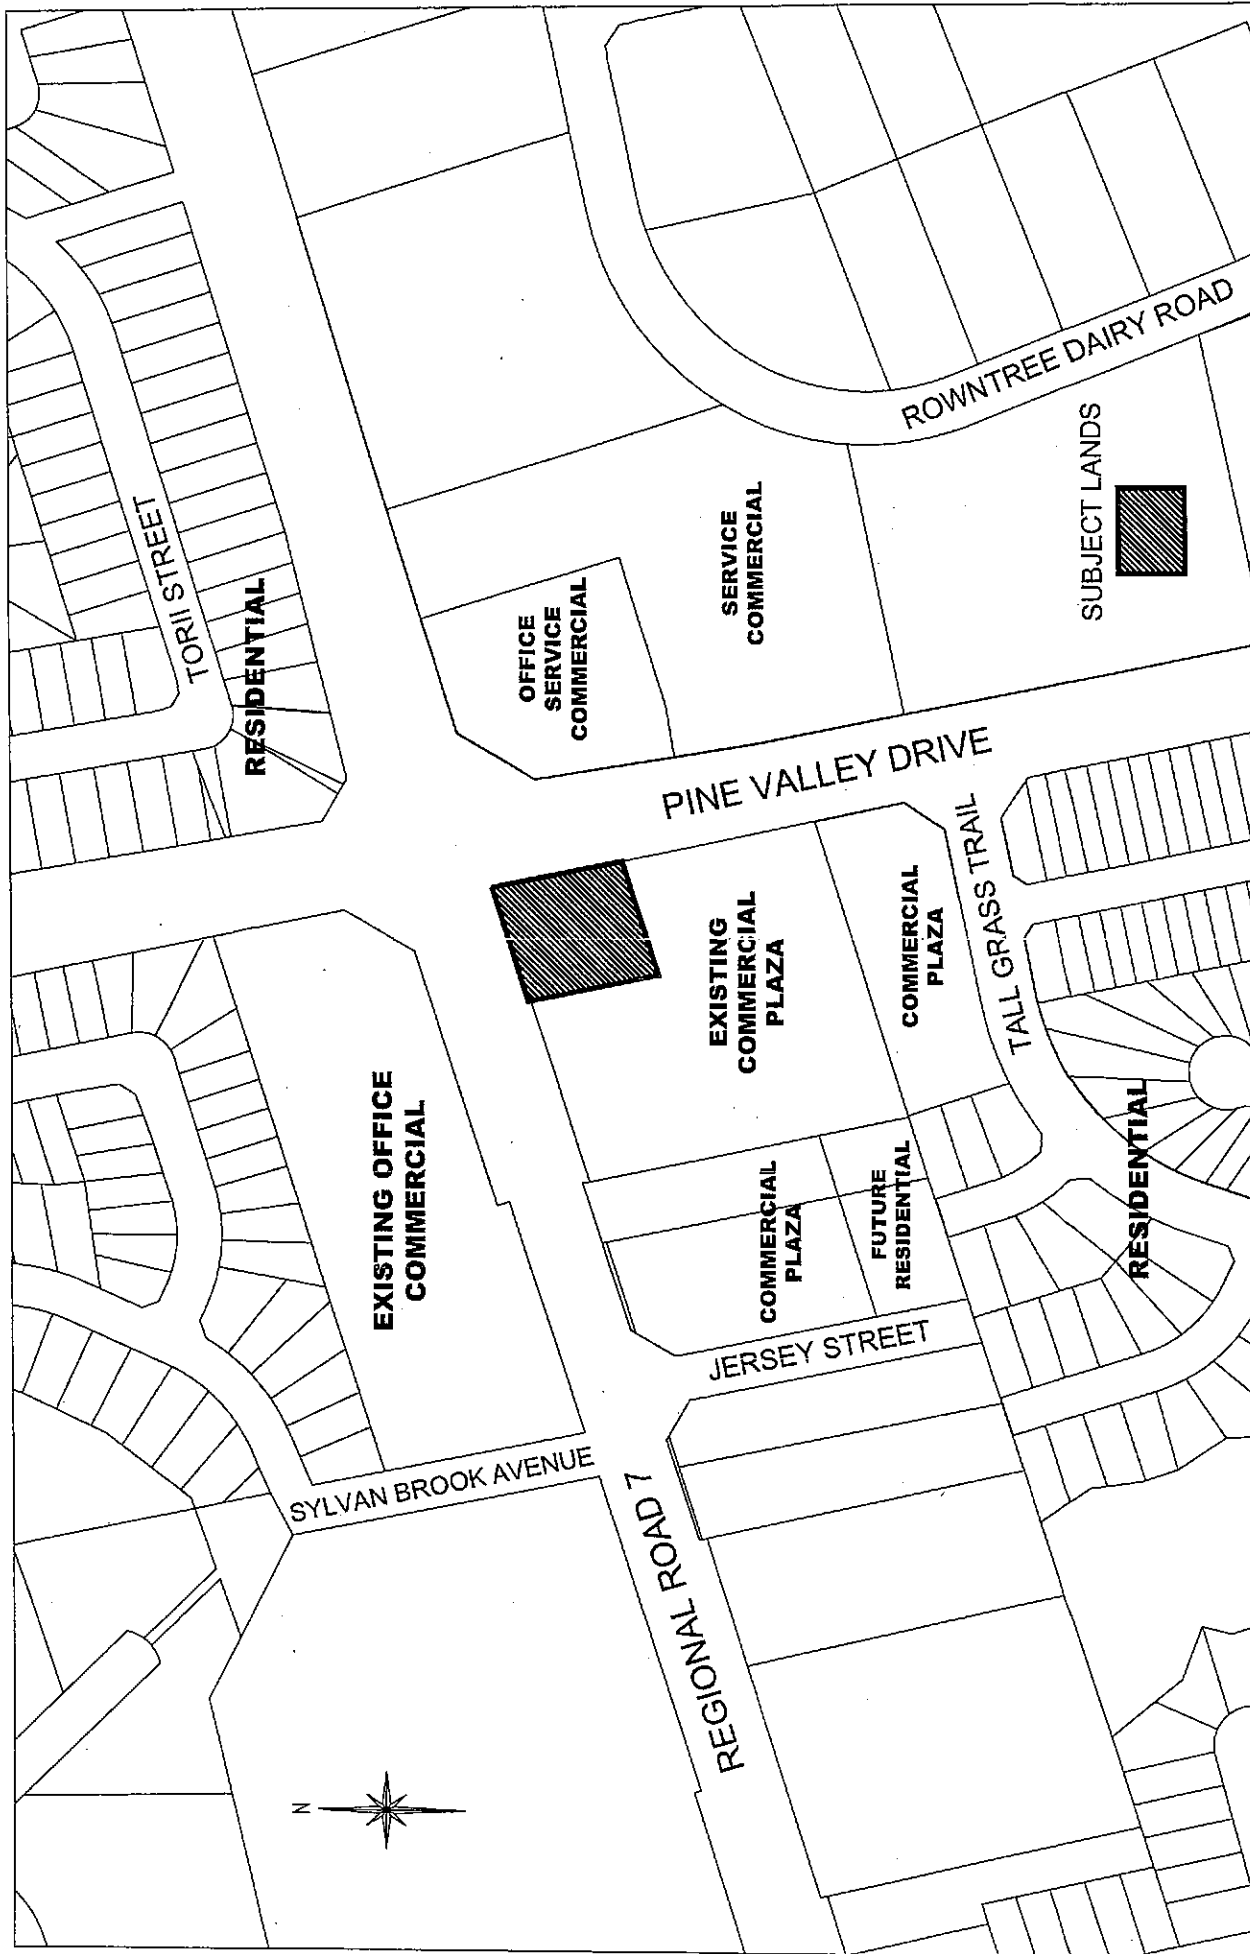 TORII STREET
RESIDENTIAL
N
SYLVAN BROOK AVENUE
EXISTING OFFICE
COMMERCIAL
OFFICE
SERVICE
COMMERCIAL
REGIONAL ROAD 7
EXISTING
COMMERCIAL
PLAZA
SERVICE
COMMERCIAL
PINE VALLEY DRIVE
COMMERCIAL
PLAZA
JERSEY STREET
FUTURE
RESIDENTIAL
COMMERCIAL
PLAZA
TALL GRASS TRAIL
ROWNTREE DAIRY ROAD
SUBJECT LANDS
RESIDENTIAL